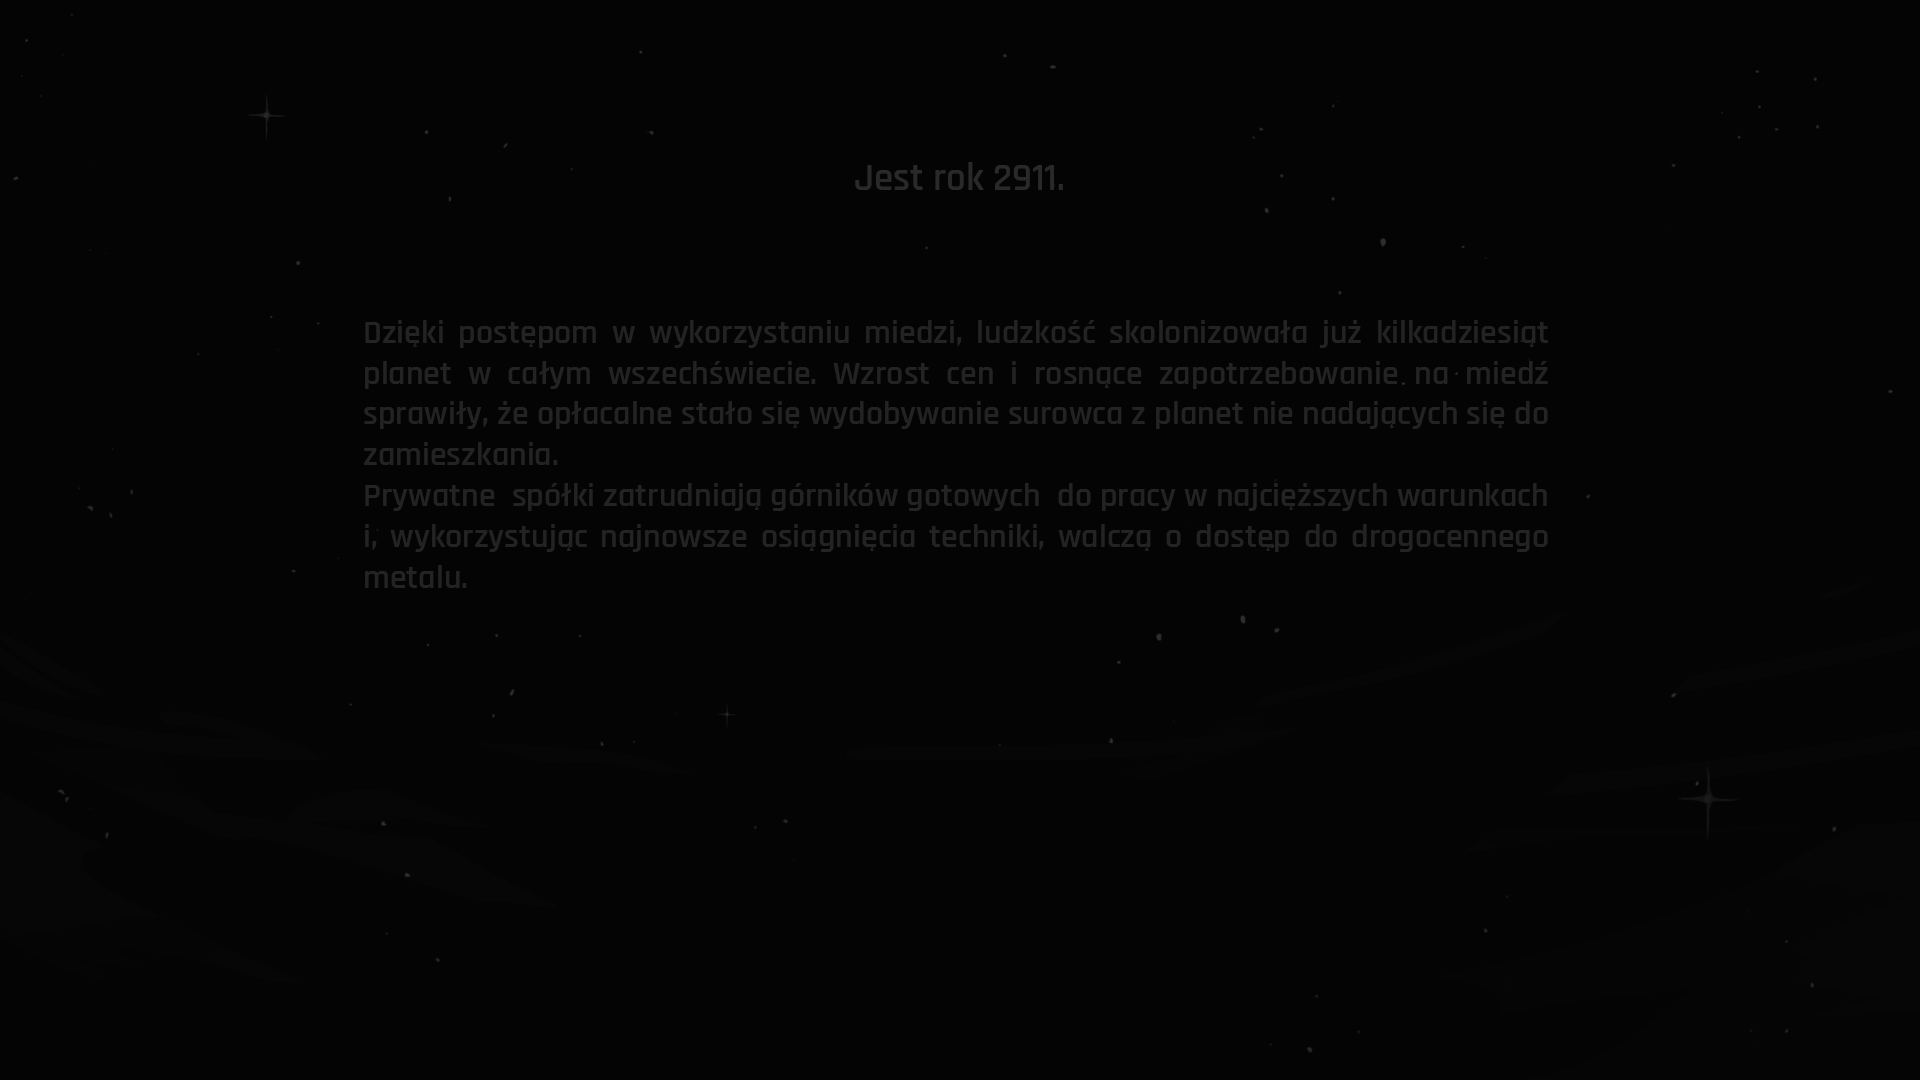 Jest rok 2911.
Dzięki postępom w wykorzystaniu miedzi, ludzkość skolonizowała już kilkadziesiąt
planet w całym wszechświecie. Wzrost cen i rosnące zapotrzebowanie na miedź
sprawiły, że opłacalne stało się wydobywanie surowca z planet nie nadających się do
zamieszkania.
Prywatne spółki zatrudniają górników gotowych do pracy w najcięższych warunkach
i, wykorzystując najnowsze osiągnięcia techniki, walczą o dostęp do drogocennego
metalu.